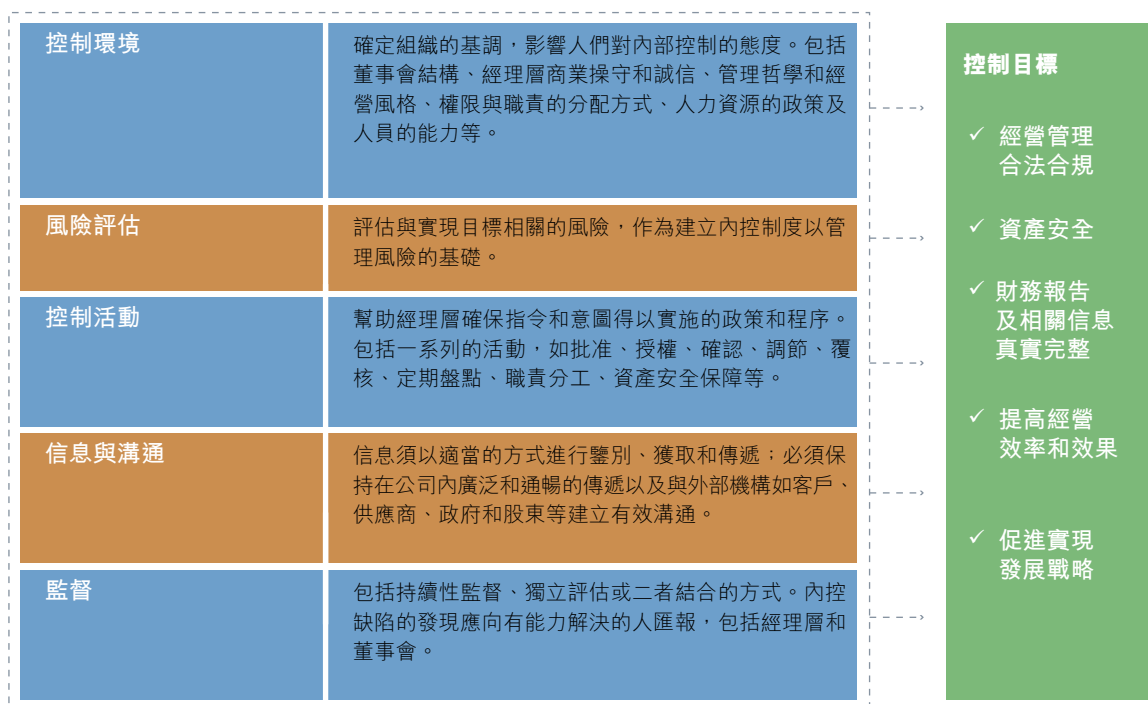 控制環境
確定組織的基調，影響人們對內部控制的態度。包括
董事會結構、經理層商業操守和誠信、管理哲學和經
營風格、權限與職責的分配方式、人力資源的政策及
人員的能力等。
風險評估
評估與實現目標相關的風險，作為建立內控制度以管
理風險的基礎。
控制活動
幫助經理層確保指令和意圖得以實施的政策和程序。
包括一系列的活動，如批准、授權、確認、調節、覆
核、定期盤點、職責分工、資產安全保障等。
信息與溝通
信息須以適當的方式進行鑒別、獲取和傳遞；必須保
持在公司內廣泛和通暢的傳遞以及與外部機構如客戶、
供應商、政府和股東等建立有效溝通。
監督
包括持續性監督、獨立評估或二者結合的方式。內控
缺陷的發現應向有能力解決的人匯報，包括經理層和
董事會。
控制目標
✓ 經營管理
合法合規
✓ 資產安全
✓ 財務報告
及相關信息
真實完整
✓ 提高經營
效率和效果
✓ 促進實現
發展戰略